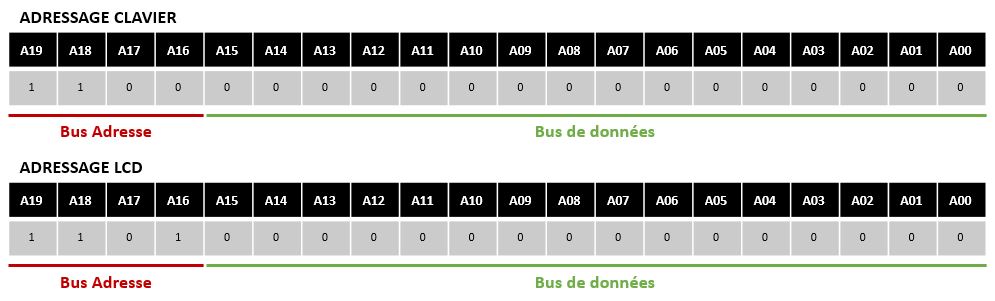 ADRESSAGE CLAVIER
A19 A18 A17 A16 A15 A14 A13 A12 A11 A10 A09 A08 A07 A06 A05 A04 A03 A02 A01 A00
1 1 0 0 0 0 0 0 0 0 0 0 0 0 0 0 0 0 0 0
Bus Adresse Bus de données
ADRESSAGE LCD
A19 A18 A17 A16 A15 A14 A13 A12 A11 A10 A09 A08 A07 A06 A05 A04 A03 A02 A01 A00
1 1 0 1 0 0 0 0 0 0 0 0 0 0 0 0 0 0 0 0
Bus Adresse Bus de données